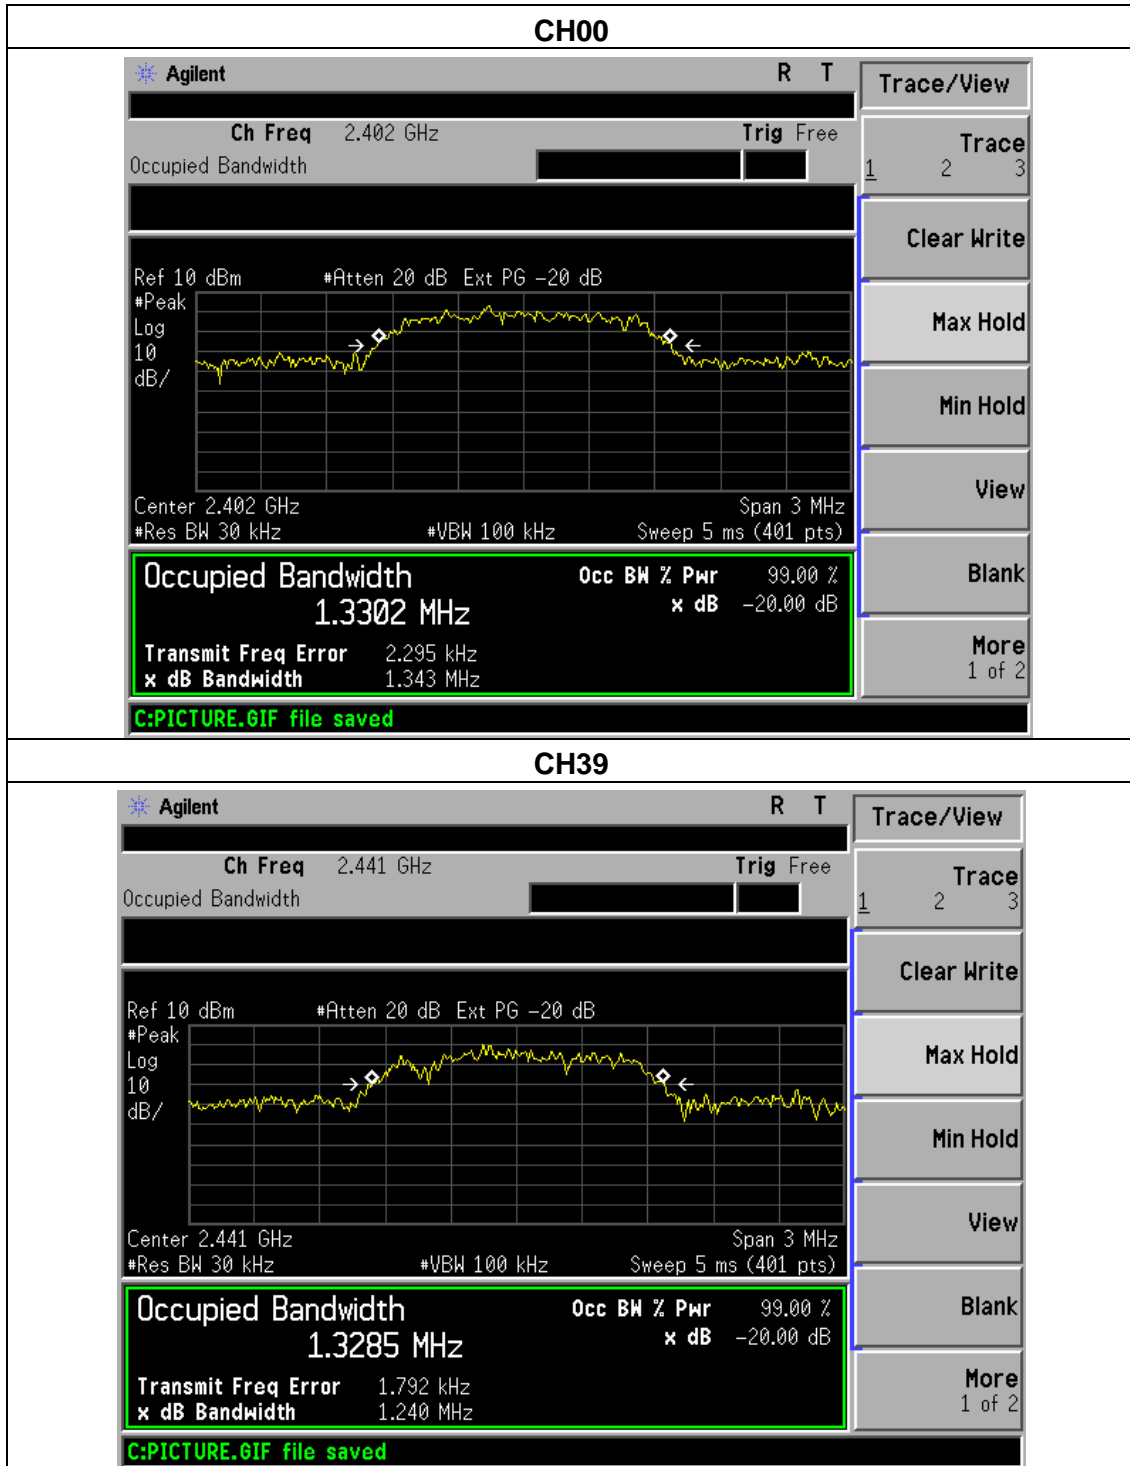 CH00
Agilent R T
Trace/View
Ch Freq 2.402 GHz Trig Free
Occupied Bandwidth
Trace
1 2 3
Clear Write
Max Hold
Min Hold
View
Blank
More
1 of 2
Ref 10 dBm #Atten 20 dB Ext PG -20 dB
#Peak
Log
10
dB/
Center 2.402 GHz Span 3 MHz
#Res BW 30 kHz #VBW 100 kHz Sweep 5 ms (401 pts)
Occupied Bandwidth Occ BW % Pwr 99.00 %
1.3302 MHz x dB -20.00 dB
Transmit Freq Error 2.295 kHz
x dB Bandwidth 1.343 MHz
C:PICTURE.GIF file saved
CH39
Agilent R T
Trace/View
Ch Freq 2.441 GHz Trig Free
Occupied Bandwidth
Trace
1 2 3
Clear Write
Max Hold
Min Hold
View
Blank
More
1 of 2
Ref 10 dBm #Atten 20 dB Ext PG -20 dB
#Peak
Log
10
dB/
Center 2.441 GHz Span 3 MHz
#Res BW 30 kHz #VBW 100 kHz Sweep 5 ms (401 pts)
Occupied Bandwidth Occ BW % Pwr 99.00 %
1.3285 MHz x dB -20.00 dB
Transmit Freq Error 1.792 kHz
x dB Bandwidth 1.240 MHz
C:PICTURE.GIF file saved